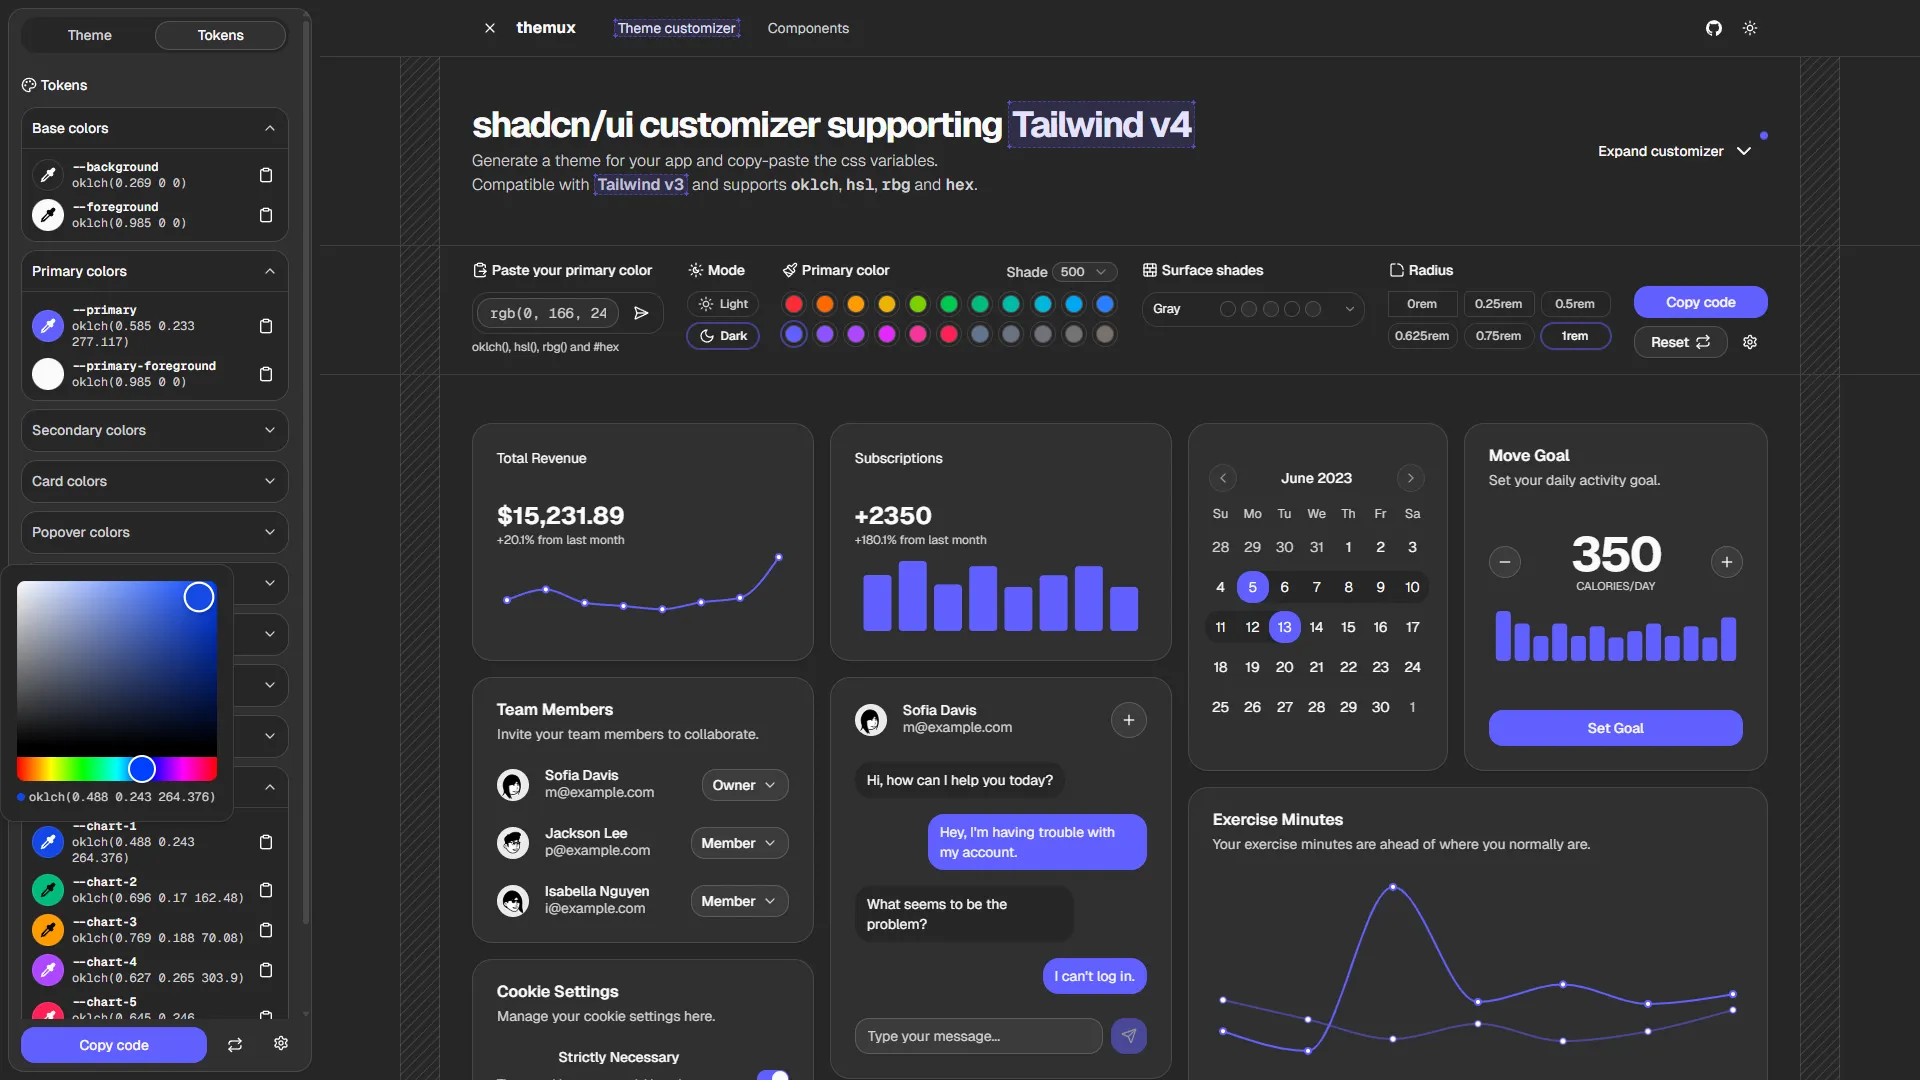 Theme
Tokens
Tokens
Base colors
--background
oklch(0.269 0 0)
--foreground
oklch(0.985 0 0)
Primary colors
--primary
oklch(0.585 0.233
277.117)
--primary-foreground
oklch(0.985 0 0)
Secondary colors
Card colors
Popover colors
oklch(0.488 0.243 264.376)
--chart-1
oklch(0.488 0.243
264.376)
--chart-2
oklch(0.696 0.17 162.48)
--chart-3
oklch(0.769 0.188 70.08)
--chart-4
oklch(0.627 0.265 303.9)
--chart-5
oklch(0.645 0.246
Copy code
themux
Theme customizer
Components
shadcn/ui customizer supporting Tailwind v4
Generate a theme for your app and copy-paste the css variables.
Compatible with Tailwind v3 and supports oklch, hsl, rbg and hex.
Expand customizer
Paste your primary color
rgb(0, 166, 24
oklch(), hsl(), rbg() and #hex
Mode
Light
Dark
Primary color
Shade
500
Surface shades
Gray
Radius
0rem
0.25rem
0.5rem
0.625rem
0.75rem
1rem
Copy code
Reset
Total Revenue
$15,231.89
+20.1% from last month
Subscriptions
+2350
+180.1% from last month
June 2023
Su Mo Tu We Th Fr Sa
28 29 30 31 1 2 3
4 5 6 7 8 9 10
11 12 13 14 15 16 17
18 19 20 21 22 23 24
25 26 27 28 29 30 1
Move Goal
Set your daily activity goal.
350
CALORIES/DAY
Set Goal
Team Members
Invite your team members to collaborate.
Sofia Davis
m@example.com
Owner
Jackson Lee
p@example.com
Member
Isabella Nguyen
i@example.com
Member
Sofia Davis
m@example.com
Hi, how can I help you today?
Hey, I'm having trouble with
my account.
What seems to be the
problem?
I can't log in.
Type your message...
Exercise Minutes
Your exercise minutes are ahead of where you normally are.
Cookie Settings
Manage your cookie settings here.
Strictly Necessary